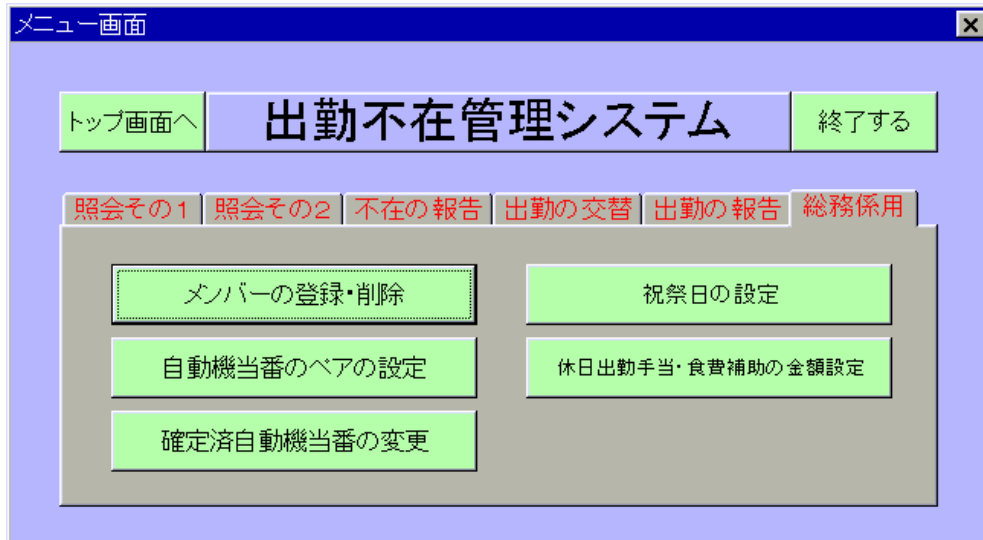 メニュー画面
トップ画面へ
出勤不在管理システム
終了する
照会その1
照会その2
不在の報告
出勤の交替
出勤の報告
総務係用
メンバーの登録・削除
祝祭日の設定
自動機当番のペアの設定
休日出勤手当・食費補助の金額設定
確定済自動機当番の変更